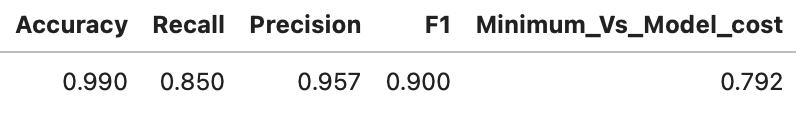 Accuracy Recall Precision F1 Minimum_Vs_Model_cost
0.990 0.850 0.957 0.900 0.792